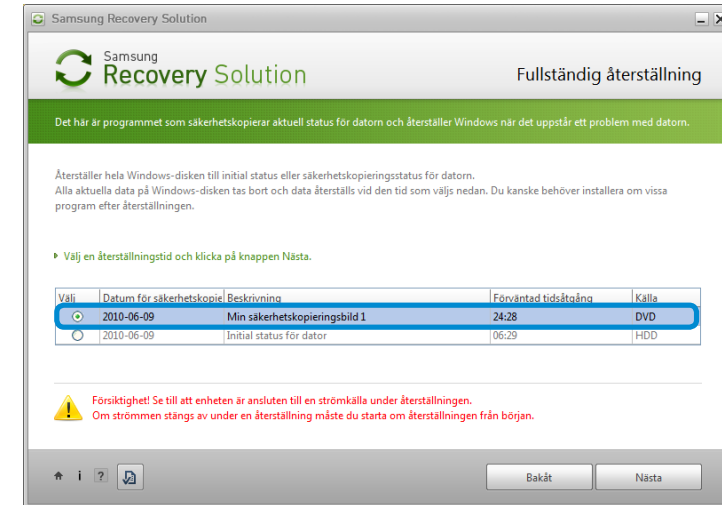 Samsung Recovery Solution
Samsung
Recovery Solution
Fullständig återställning
Det här är programmet som säkerhetskopierar aktuell status för datorn och återställer Windows när det uppstår ett problem med datorn.
Återställer hela Windows-disken till initial status eller säkerhetskopieringsstatus för datorn.
Alla aktuella data på Windows-disken tas bort och data återställs vid den tid som väljs nedan. Du kanske behöver installera om vissa
program efter återställningen.
Välj en återställningstid och klicka på knappen Nästa.
Välj Datum för säkerhetskopie Beskrivning Förväntad tidsåtgång Källa
2010-06-09 Min säkerhetskopieringsbild 1 24:28 DVD
2010-06-09 Initial status för dator 06:29 HDD
Försiktighet! Se till att enheten är ansluten till en strömkälla under återställningen.
Om strömmen stängs av under en återställning måste du starta om återställningen från början.
i ? Bakåt Nästa